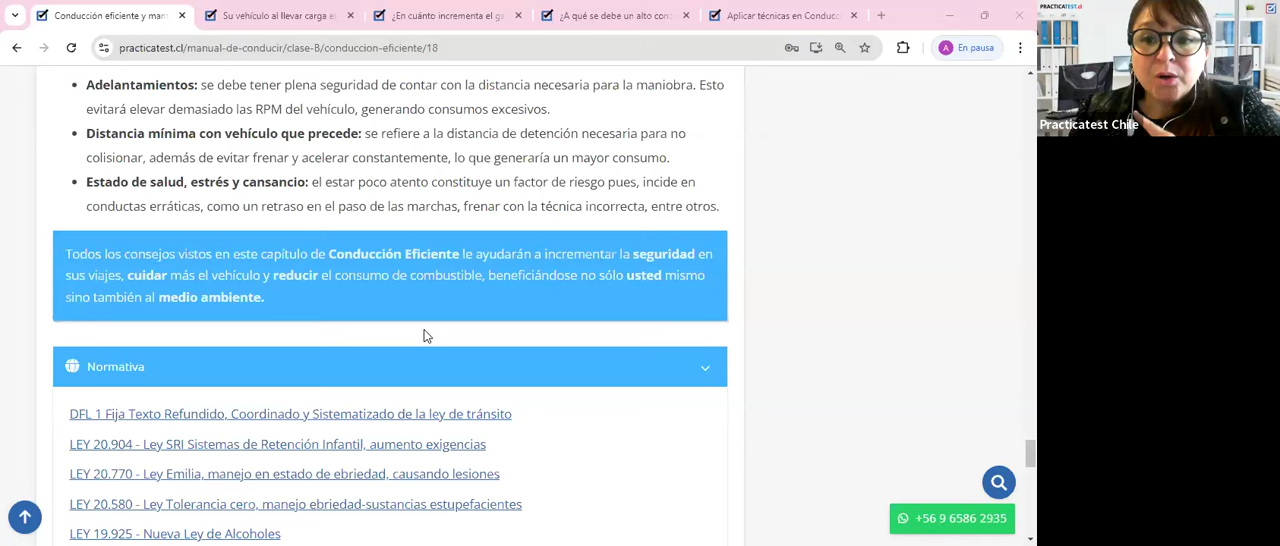 Conducción eficiente y man
Su vehículo al llevar carga e
¿En cuánto incrementa el ga
¿A qué se debe un alto con
Aplicar técnicas en Conducc
practicatest.cl/manual-de-conducir/clase-B/conduccion-eficiente/18
A
En pausa
PRACTICATEST.cl
Practicatest Chile
Adelantamientos: se debe tener plena seguridad de contar con la distancia necesaria para la maniobra. Esto
evitará elevar demasiado las RPM del vehículo, generando consumos excesivos.
Distancia mínima con vehículo que precede: se refiere a la distancia de detención necesaria para no
colisionar, además de evitar frenar y acelerar constantemente, lo que generaría un mayor consumo.
Estado de salud, estrés y cansancio: el estar poco atento constituye un factor de riesgo pues, incide en
conductas erráticas, como un retraso en el paso de las marchas, frenar con la técnica incorrecta, entre otros.
Todos los consejos vistos en este capítulo de Conducción Eficiente le ayudarán a incrementar la seguridad en
sus viajes, cuidar más el vehículo y reducir el consumo de combustible, beneficiándose no sólo usted mismo
sino también al medio ambiente.
Normativa
DFL 1 Fija Texto Refundido, Coordinado y Sistematizado de la ley de tránsito
LEY 20.904 - Ley SRI Sistemas de Retención Infantil, aumento exigencias
LEY 20.770 - Ley Emilia, manejo en estado de ebriedad, causando lesiones
LEY 20.580 - Ley Tolerancia cero, manejo ebriedad-sustancias estupefacientes
LEY 19.925 - Nueva Ley de Alcoholes
+56 9 6586 2935